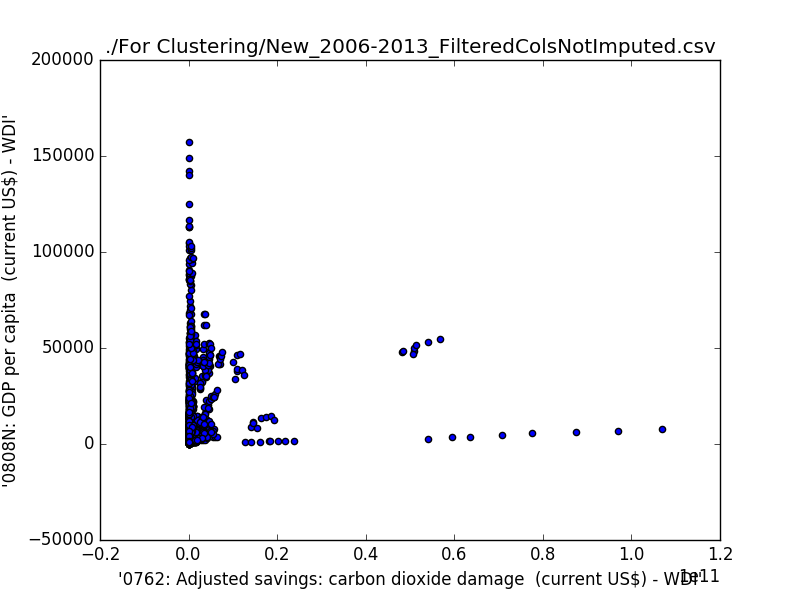 ./For Clustering/New_2006-2013_FilteredColsNotImputed.csv
200000
150000
100000
50000
0
−50000
'0808N: GDP per capita  (current US$) - WDI'
−0.2 0.0 0.2 0.4 0.6 0.8 1.0 1.2
1e11
'0762: Adjusted savings: carbon dioxide damage  (current US$) - WDI'